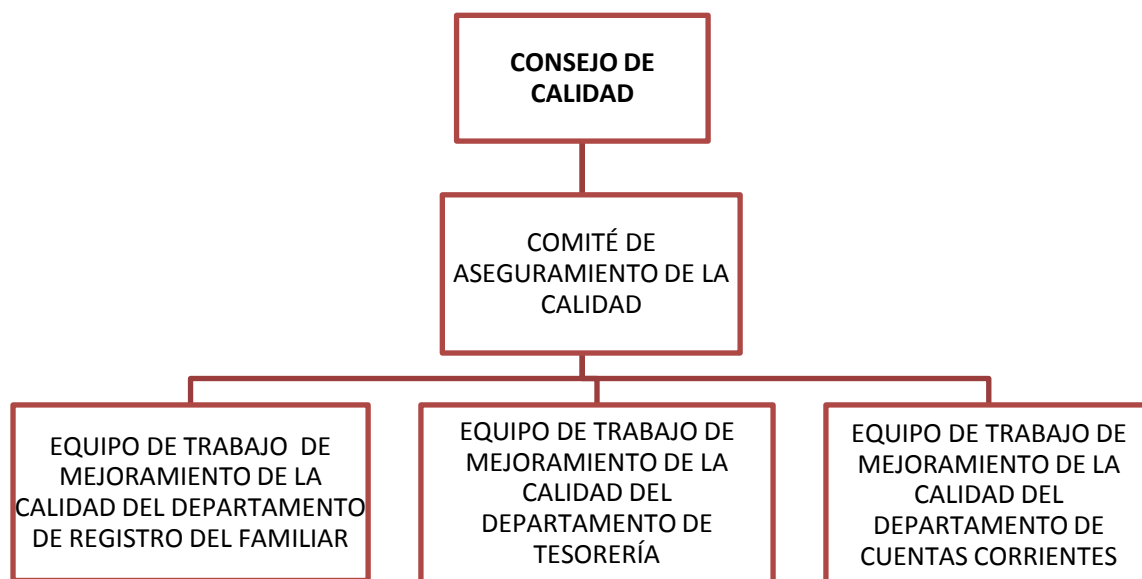 CONSEJO DE
CALIDAD
COMITÉ DE
ASEGURAMIENTO DE LA
CALIDAD
EQUIPO DE TRABAJO  DE
MEJORAMIENTO DE LA
CALIDAD DEL DEPARTAMENTO
DE REGISTRO DEL FAMILIAR
EQUIPO DE TRABAJO DE
MEJORAMIENTO DE LA
CALIDAD DEL
DEPARTAMENTO DE
TESORERÍA
EQUIPO DE TRABAJO DE
MEJORAMIENTO DE LA
CALIDAD DEL
DEPARTAMENTO DE
CUENTAS CORRIENTES